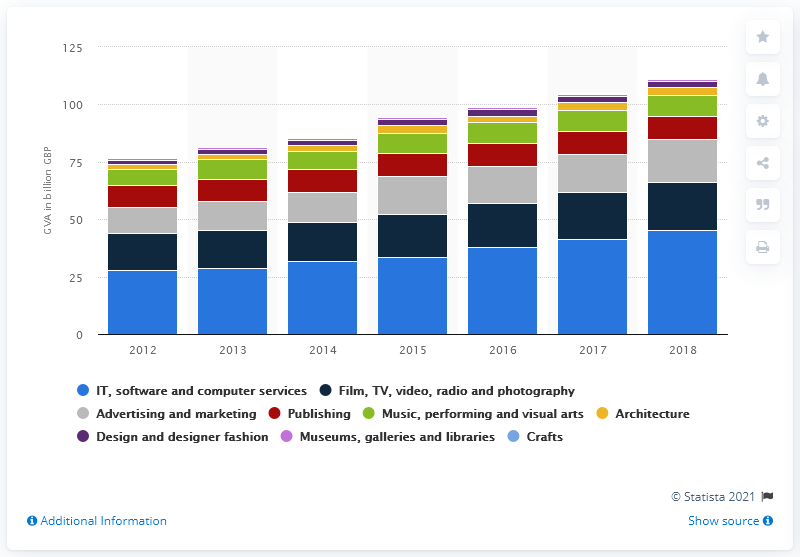 125
100
75
50
25
0
GVA in billion GBP
2012 2013 2014 2015 2016 2017 2018
IT, software and computer services Film, TV, video, radio and photography
Advertising and marketing Publishing Music, performing and visual arts Architecture
Design and designer fashion Museums, galleries and libraries Crafts
© Statista 2021
Additional Information Show source